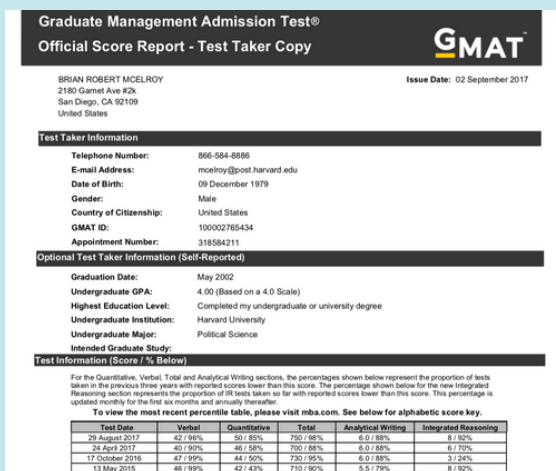 Graduate Management Admission Test®
Official Score Report - Test Taker Copy
GMAT™
BRIAN ROBERT MCELROY
2180 Garnet Ave #2k
San Diego, CA 92109
United States
Issue Date: 02 September 2017
Test Taker Information
Telephone Number: 866-584-8886
E-mail Address: mcelroy@post.harvard.edu
Date of Birth: 09 December 1979
Gender: Male
Country of Citizenship: United States
GMAT ID: 100002765434
Appointment Number: 318584211
Optional Test Taker Information (Self-Reported)
Graduation Date: May 2002
Undergraduate GPA: 4.00 (Based on a 4.0 Scale)
Highest Education Level: Completed my undergraduate or university degree
Undergraduate Institution: Harvard University
Undergraduate Major: Political Science
Intended Graduate Study:
Test Information (Score / % Below)
For the Quantitative, Verbal, Total and Analytical Writing sections, the percentages shown below represent the proportion of tests
taken in the previous three years with reported scores lower than this score. The percentage shown below for the new Integrated
Reasoning section represents the proportion of IR tests taken so far with reported scores lower than this score. This percentage is
updated monthly for the first six months and annually thereafter.
To view the most recent percentile table, please visit mba.com. See below for alphabetic score key.
Test Date Verbal Quantitative Total Analytical Writing Integrated Reasoning
29 August 2017 42 / 96% 50 / 85% 750 / 98% 6.0 / 88% 8 / 92%
24 April 2017 40 / 90% 46 / 58% 700 / 88% 6.0 / 88% 6 / 70%
17 October 2016 47 / 99% 44 / 50% 730 / 95% 6.0 / 88% 3 / 24%
13 May 2015 46 / 99% 42 / 43% 710 / 90% 5.5 / 79% 8 / 92%